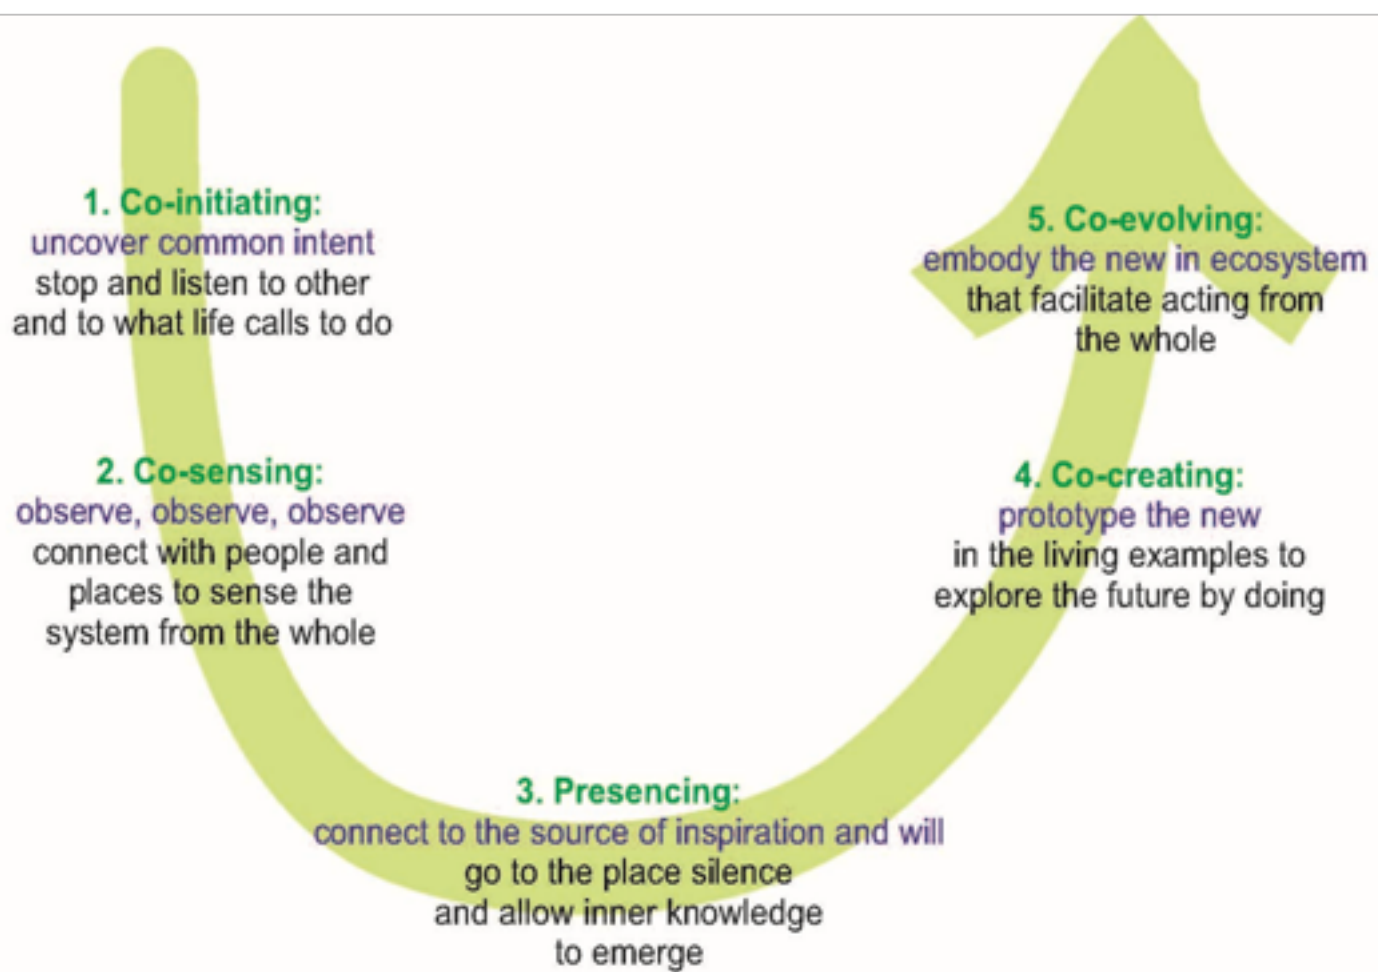 1. Co-initiating:
uncover common intent
stop and listen to other
and to what life calls to do
2. Co-sensing:
observe, observe, observe
connect with people and
places to sense the
system from the whole
3. Presencing:
connect to the source of inspiration and will
go to the place silence
and allow inner knowledge
to emerge
4. Co-creating:
prototype the new
in the living examples to
explore the future by doing
5. Co-evolving:
embody the new in ecosystem
that facilitate acting from
the whole